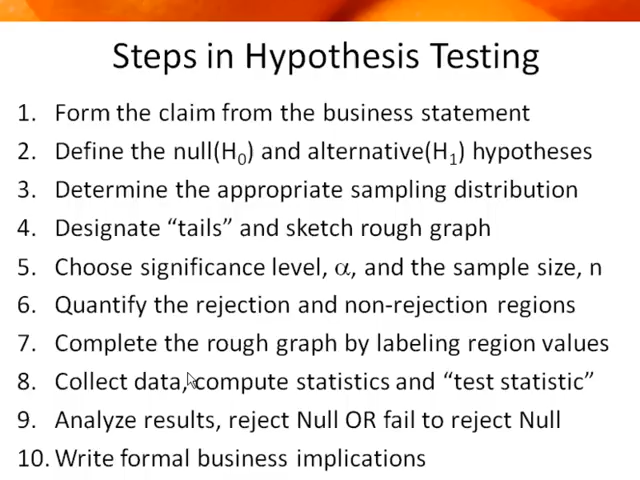 Steps in Hypothesis Testing
1. Form the claim from the business statement
2. Define the null(H₀) and alternative(H₁) hypotheses
3. Determine the appropriate sampling distribution
4. Designate “tails” and sketch rough graph
5. Choose significance level, α, and the sample size, n
6. Quantify the rejection and non-rejection regions
7. Complete the rough graph by labeling region values
8. Collect data, compute statistics and “test statistic”
9. Analyze results, reject Null OR fail to reject Null
10. Write formal business implications